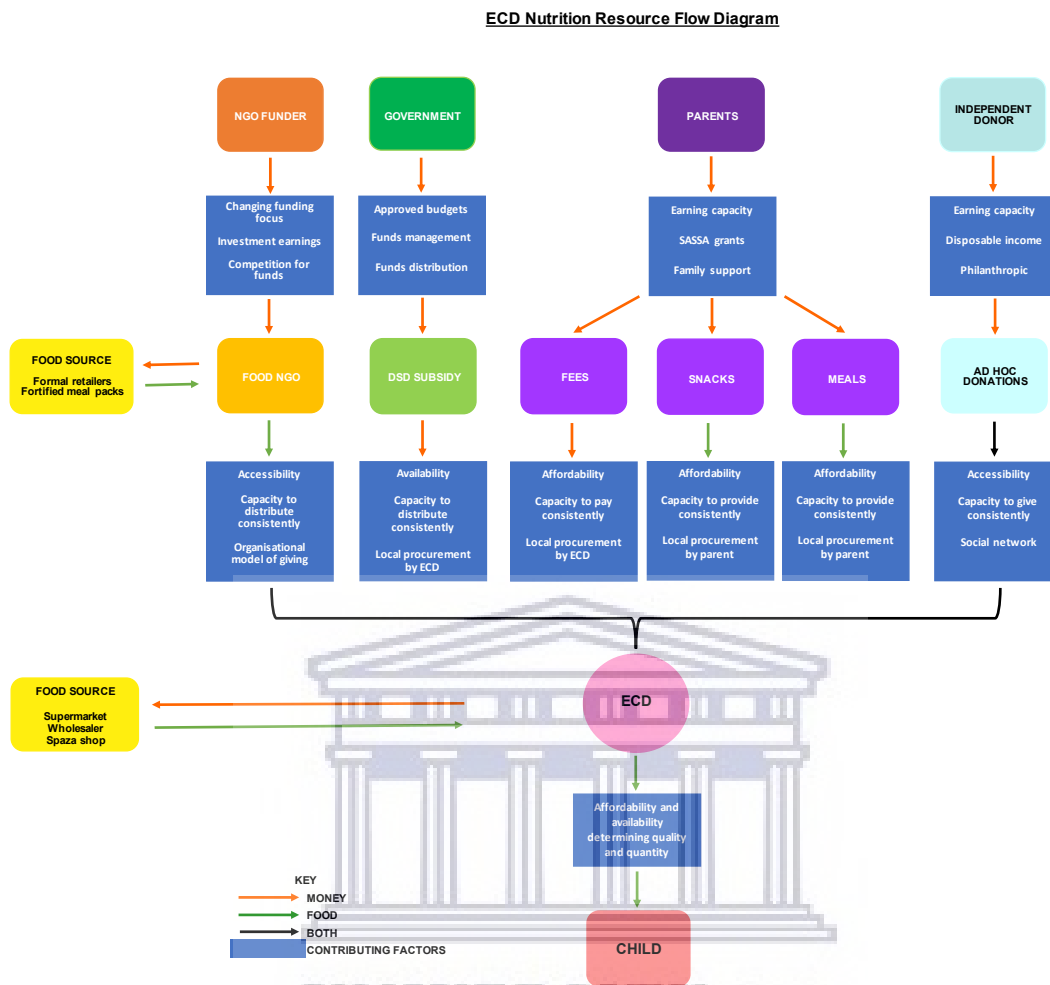 ECD Nutrition Resource Flow Diagram
NGO FUNDER
GOVERNMENT
PARENTS
INDEPENDENT
DONOR
Changing funding
focus
Investment earnings
Competition for
funds
Approved budgets
Funds management
Funds distribution
Earning capacity
SASSA grants
Family support
Earning capacity
Disposable income
Philanthropic
FOOD SOURCE
Formal retailers
Fortified meal packs
FOOD NGO
DSD SUBSIDY
FEES
SNACKS
MEALS
AD HOC
DONATIONS
Accessibility
Capacity to
distribute
consistently
Organisational
model of giving
Availability
Capacity to
distribute
consistently
Local procurement
by ECD
Affordability
Capacity to pay
consistently
Local procurement
by ECD
Affordability
Capacity to provide
consistently
Local procurement
by parent
Affordability
Capacity to provide
consistently
Local procurement
by parent
Accessibility
Capacity to give
consistently
Social network
FOOD SOURCE
Supermarket
Wholesaler
Spaza shop
ECD
Affordability and
availability
determining quality
and quantity
KEY
MONEY
FOOD
BOTH
CONTRIBUTING FACTORS
CHILD